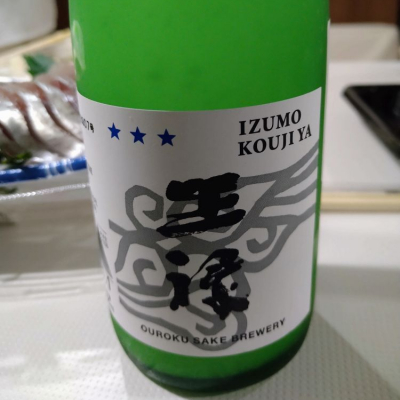 ★★★
IZUMO
KOUJI YA
王祿
OUROKU SAKE BREWERY